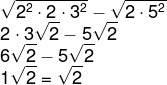 √2² · 2 · 3² − √2 · 5²
2 · 3√2 − 5√2
6√2 − 5√2
1√2 = √2